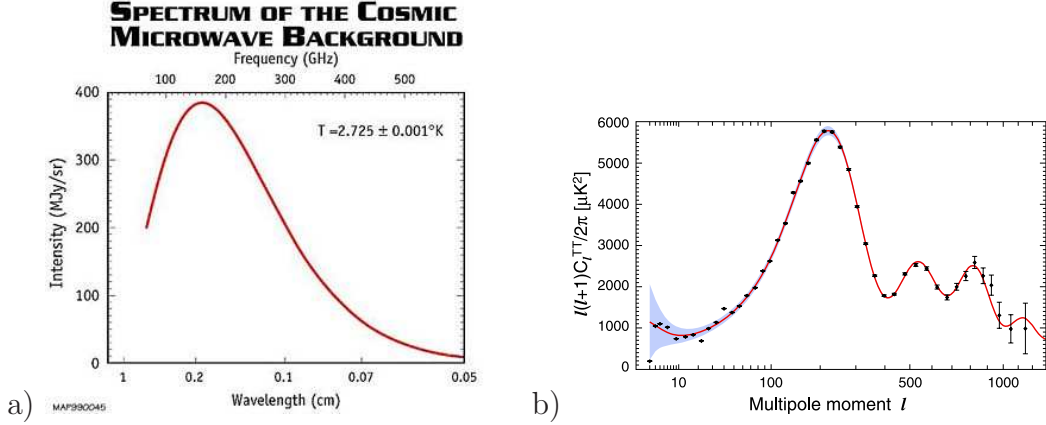 SPECTRUM OF THE COSMIC
MICROWAVE BACKGROUND
Frequency (GHz)
100 200 300 400 500
400
300
200
100
0
Intensity (MJy/sr)
T =2.725 ± 0.001°K
1 0.2 0.1 0.07 0.05
Wavelength (cm)
MAP990045
a)
6000
5000
4000
3000
2000
1000
0
l(l+1)C_l^TT/2π [µK²]
10 100 500 1000
Multipole moment l
b)